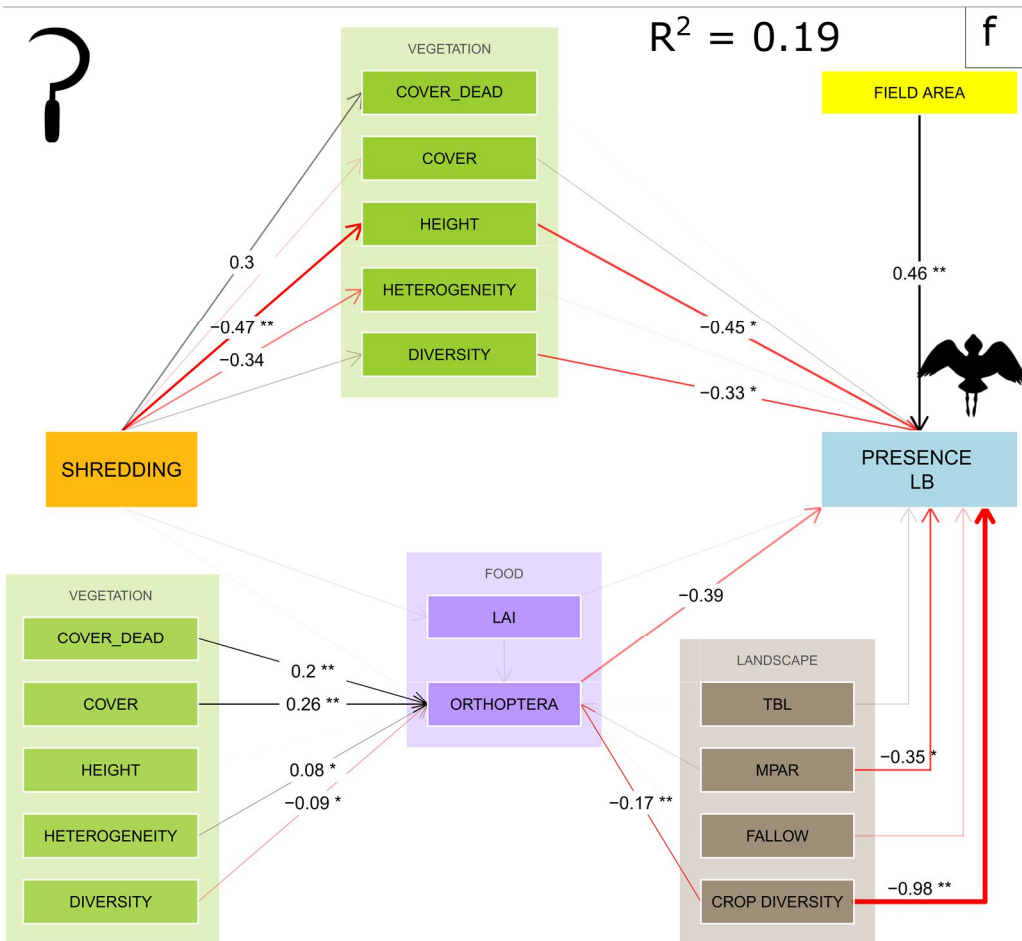 R² = 0.19
f
VEGETATION
COVER_DEAD
COVER
HEIGHT
HETEROGENEITY
DIVERSITY
FIELD AREA
0.3
−0.47 **
−0.34
−0.45 *
−0.33 *
0.46 **
SHREDDING
PRESENCE
LB
VEGETATION
COVER_DEAD
COVER
HEIGHT
HETEROGENEITY
DIVERSITY
0.2 **
0.26 **
0.08 *
−0.09 *
FOOD
LAI
ORTHOPTERA
−0.39
−0.17 **
LANDSCAPE
TBL
MPAR
FALLOW
CROP DIVERSITY
−0.35 *
−0.98 **